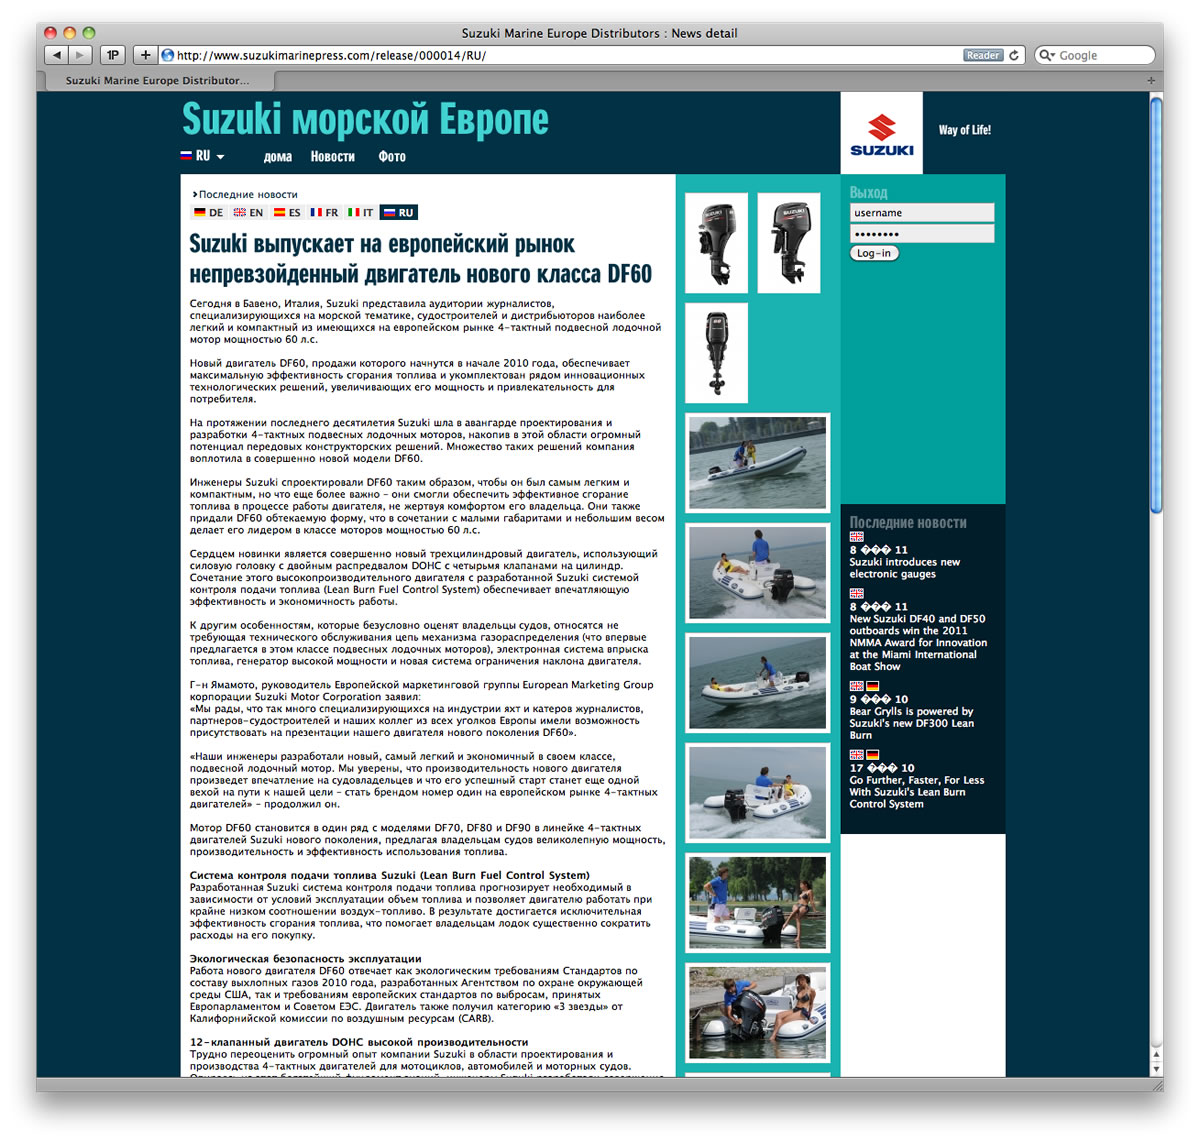 Suzuki Marine Europe Distributors : News detail
1P
+
http://www.suzukimarinepress.com/release/000014/RU/
Reader
Google
Suzuki Marine Europe Distributor...
Suzuki морской Европе
RU
дома
Новости
Фото
SUZUKI
Way of Life!
Последние новости
DE
EN
ES
FR
IT
RU
Suzuki выпускает на европейский рынок
непревзойденный двигатель нового класса DF60
Сегодня в Бавено, Италия, Suzuki представила аудитории журналистов,
специализирующихся на морской тематике, судостроителей и дистрибьюторов наиболее
легкий и компактный из имеющихся на европейском рынке 4-тактный подвесной лодочной
мотор мощностью 60 л.с.
Новый двигатель DF60, продажи которого начнутся в начале 2010 года, обеспечивает
максимальную эффективность сгорания топлива и укомплектован рядом инновационных
технологических решений, увеличивающих его мощность и привлекательность для
потребителя.
На протяжении последнего десятилетия Suzuki шла в авангарде проектирования и
разработки 4-тактных подвесных лодочных моторов, накопив в этой области огромный
потенциал передовых конструкторских решений. Множество таких решений компания
воплотила в совершенно новой модели DF60.
Инженеры Suzuki спроектировали DF60 таким образом, чтобы он был самым легким и
компактным, но что еще более важно – они смогли обеспечить эффективное сгорание
топлива в процессе работы двигателя, не жертвуя комфортом его владельца. Они также
придали DF60 обтекаемую форму, что в сочетании с малыми габаритами и небольшим весом
делает его лидером в классе моторов мощностью 60 л.с.
Сердцем новинки является совершенно новый трехцилиндровый двигатель, использующий
силовую головку с двойным распредвалом DOHC с четырьмя клапанами на цилиндр.
Сочетание этого высокопроизводительного двигателя с разработанной Suzuki системой
контроля подачи топлива (Lean Burn Fuel Control System) обеспечивает впечатляющую
эффективность и экономичность работы.
К другим особенностям, которые безусловно оценят владельцы судов, относятся не
требующая технического обслуживания цепь механизма газораспределения (что впервые
предлагается в этом классе подвесных лодочных моторов), электронная система впрыска
топлива, генератор высокой мощности и новая система ограничения наклона двигателя.
Г-н Ямамото, руководитель Европейской маркетинговой группы European Marketing Group
корпорации Suzuki Motor Corporation заявил:
«Мы рады, что так много специализирующихся на индустрии яхт и катеров журналистов,
партнеров-судостроителей и наших коллег из всех уголков Европы имели возможность
присутствовать на презентации нашего двигателя нового поколения DF60».
«Наши инженеры разработали новый, самый легкий и экономичный в своем классе,
подвесной лодочный мотор. Мы уверены, что производительность нового двигателя
произведет впечатление на судовладельцев и что его успешный старт станет еще одной
вехой на пути к нашей цели – стать брендом номер один на европейском рынке 4-тактных
двигателей» – продолжил он.
Мотор DF60 становится в один ряд с моделями DF70, DF80 и DF90 в линейке 4-тактных
двигателей Suzuki нового поколения, предлагая владельцам судов великолепную мощность,
производительность и эффективность использования топлива.
Система контроля подачи топлива Suzuki (Lean Burn Fuel Control System)
Разработанная Suzuki система контроля подачи топлива прогнозирует необходимый в
зависимости от условий эксплуатации объем топлива и позволяет двигателю работать при
крайне низком соотношении воздух-топливо. В результате достигается исключительная
эффективность сгорания топлива, что помогает владельцам лодок существенно сократить
расходы на его покупку.
Экологическая безопасность эксплуатации
Работа нового двигателя DF60 отвечает как экологическим требованиям Стандартов по
составу выхлопных газов 2010 года, разработанных Агентством по охране окружающей
среды США, так и требованиям европейских стандартов по выбросам, принятых
Европарламентом и Советом ЕЭС. Двигатель также получил категорию «3 звезды» от
Калифорнийской комиссии по воздушным ресурсам (CARB).
12-клапанный двигатель DOHC высокой производительности
Трудно переоценить огромный опыт компании Suzuki в области проектирования и
производства 4-тактных двигателей для мотоциклов, автомобилей и моторных судов.
Выход
username
••••••••
Log-in
Последние новости
8 ��� 11
Suzuki introduces new
electronic gauges
8 ��� 11
New Suzuki DF40 and DF50
outboards win the 2011
NMMA Award for Innovation
at the Miami International
Boat Show
9 ��� 10
Bear Grylls is powered by
Suzuki's new DF300 Lean
Burn
17 ��� 10
Go Further, Faster, For Less
With Suzuki's Lean Burn
Control System